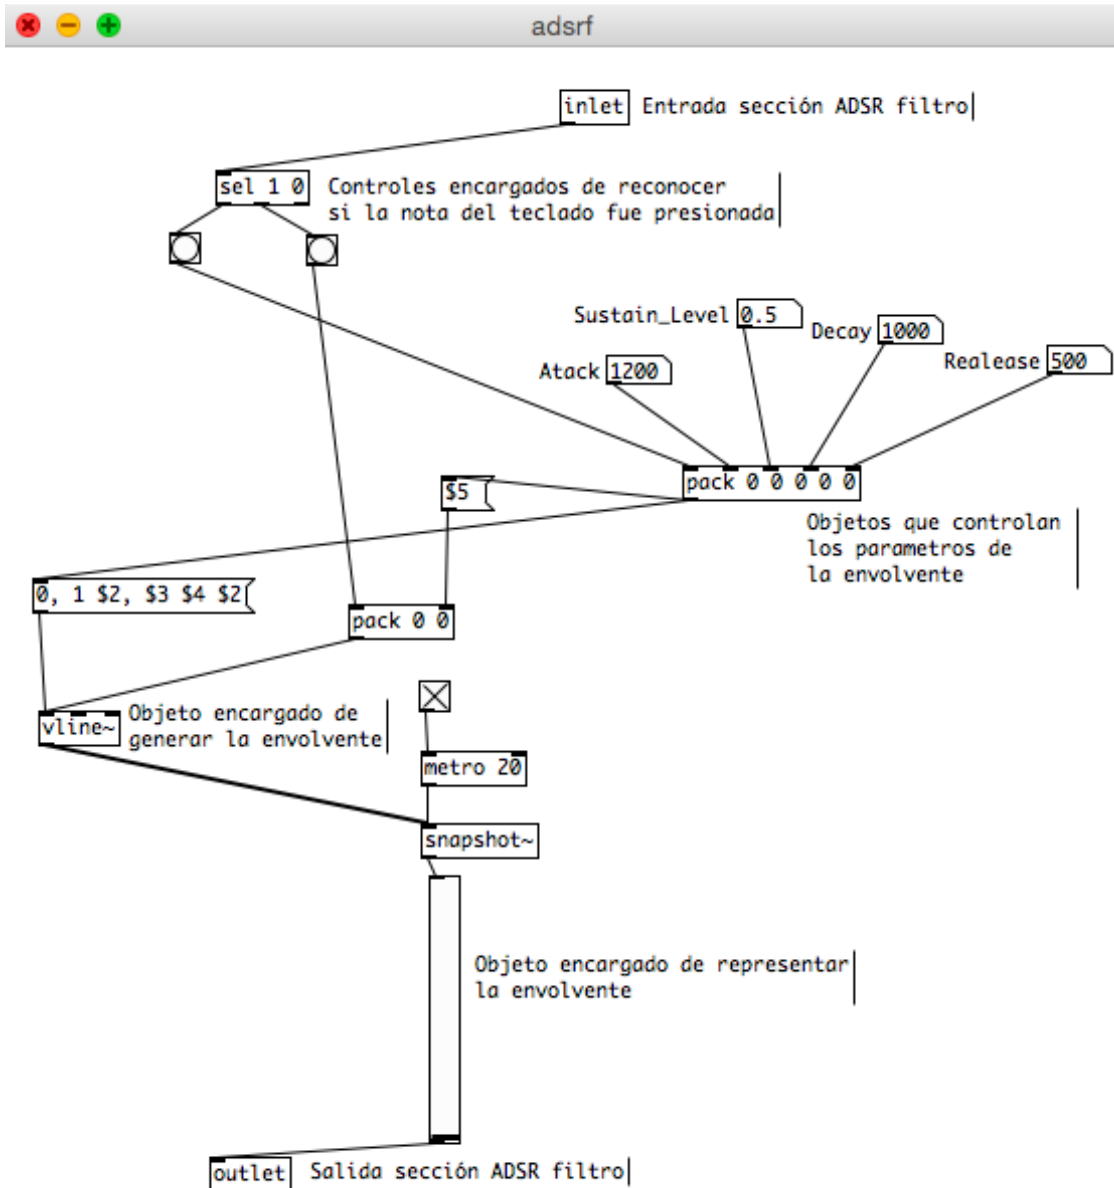 adsrf
inlet Entrada sección ADSR filtro
sel 1 0 Controles encargados de reconocer
si la nota del teclado fue presionada
Sustain_Level 0.5
Decay 1000
Realease 500
Atack 1200
pack 0 0 0 0 0
$5
Objetos que controlan
los parametros de
la envolvente
0, 1 $2, $3 $4 $2
pack 0 0
vline~ Objeto encargado de
generar la envolvente
metro 20
snapshot~
Objeto encargado de representar
la envolvente
outlet Salida sección ADSR filtro